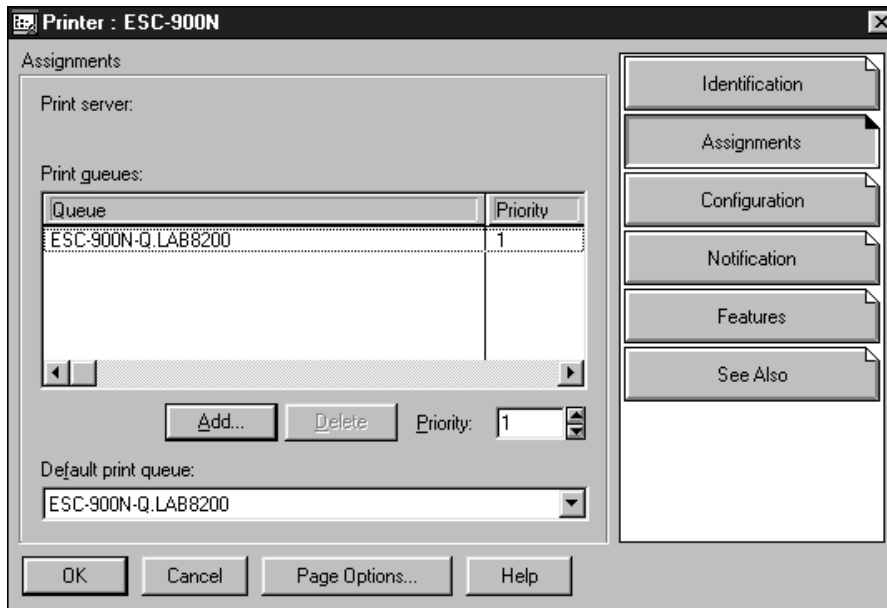 Printer : ESC-900N
Assignments
Print server:
Print queues:
Queue Priority
ESC-900N-Q.LAB8200 1
Add... Delete Priority: 1
Default print queue:
ESC-900N-Q.LAB8200
OK Cancel Page Options... Help
Identification
Assignments
Configuration
Notification
Features
See Also